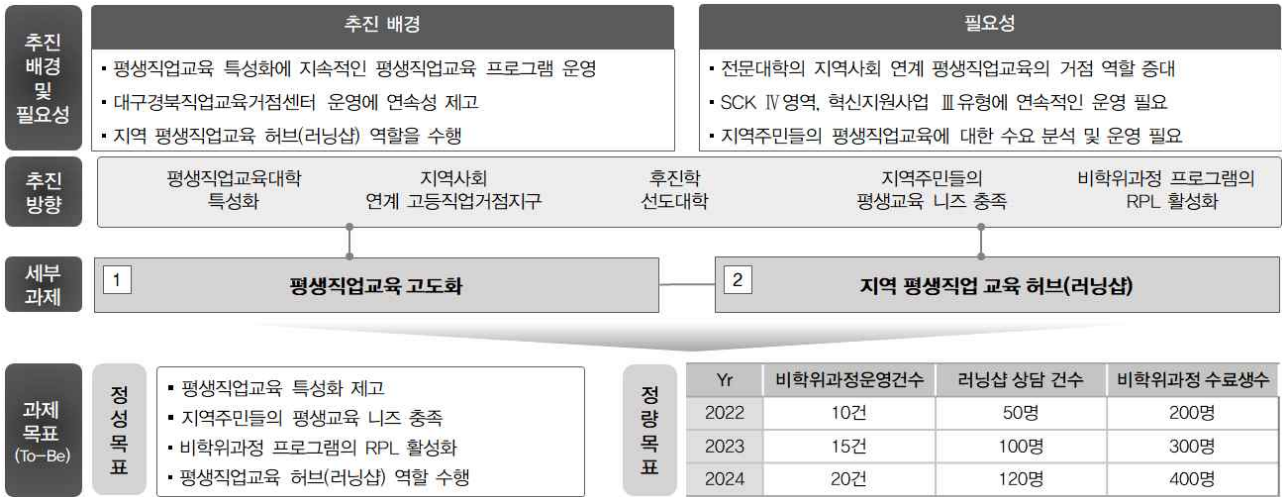 추진
배경
및
필요성
추진 배경
▪ 평생직업교육 특성화에 지속적인 평생직업교육 프로그램 운영
▪ 대구경북직업교육거점센터 운영에 연속성 제고
▪ 지역 평생직업교육 허브(러닝샵) 역할을 수행
필요성
▪ 전문대학의 지역사회 연계 평생직업교육의 거점 역할 증대
▪ SCK Ⅳ영역, 혁신지원사업 Ⅲ유형에 연속적인 운영 필요
▪ 지역주민들의 평생직업교육에 대한 수요 분석 및 운영 필요
추진
방향
평생직업교육대학
특성화
지역사회
연계 고등직업거점지구
후진학
선도대학
지역주민들의
평생교육 니즈 충족
비학위과정 프로그램의
RPL 활성화
세부
과제
1 평생직업교육 고도화
2 지역 평생직업 교육 허브(러닝샵)
과제
목표
(To-Be)
정
성
목
표
▪ 평생직업교육 특성화 제고
▪ 지역주민들의 평생교육 니즈 충족
▪ 비학위과정 프로그램의 RPL 활성화
▪ 평생직업교육 허브(러닝샵) 역할 수행
정
량
목
표
Yr 비학위과정운영건수 러닝샵 상담 건수 비학위과정 수료생수
2022 10건 50명 200명
2023 15건 100명 300명
2024 20건 120명 400명